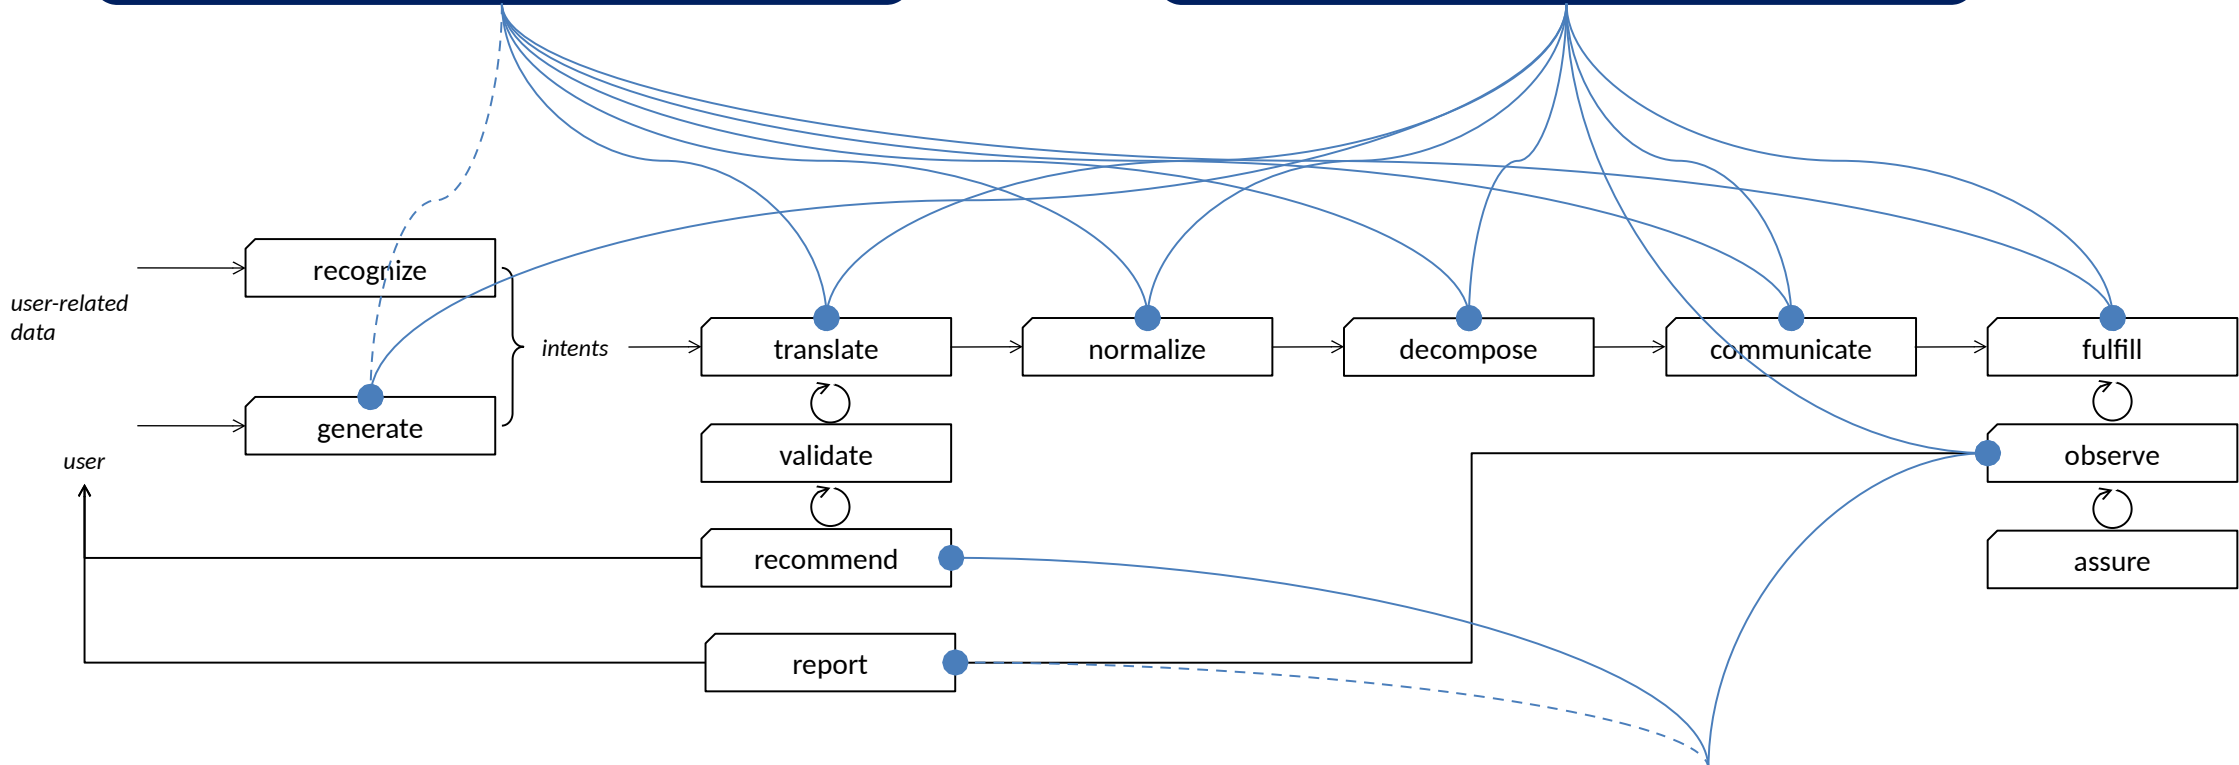 recognize
user-related
data
generate
intents
translate
normalize
decompose
communicate
fulfill
user
validate
observe
recommend
assure
report